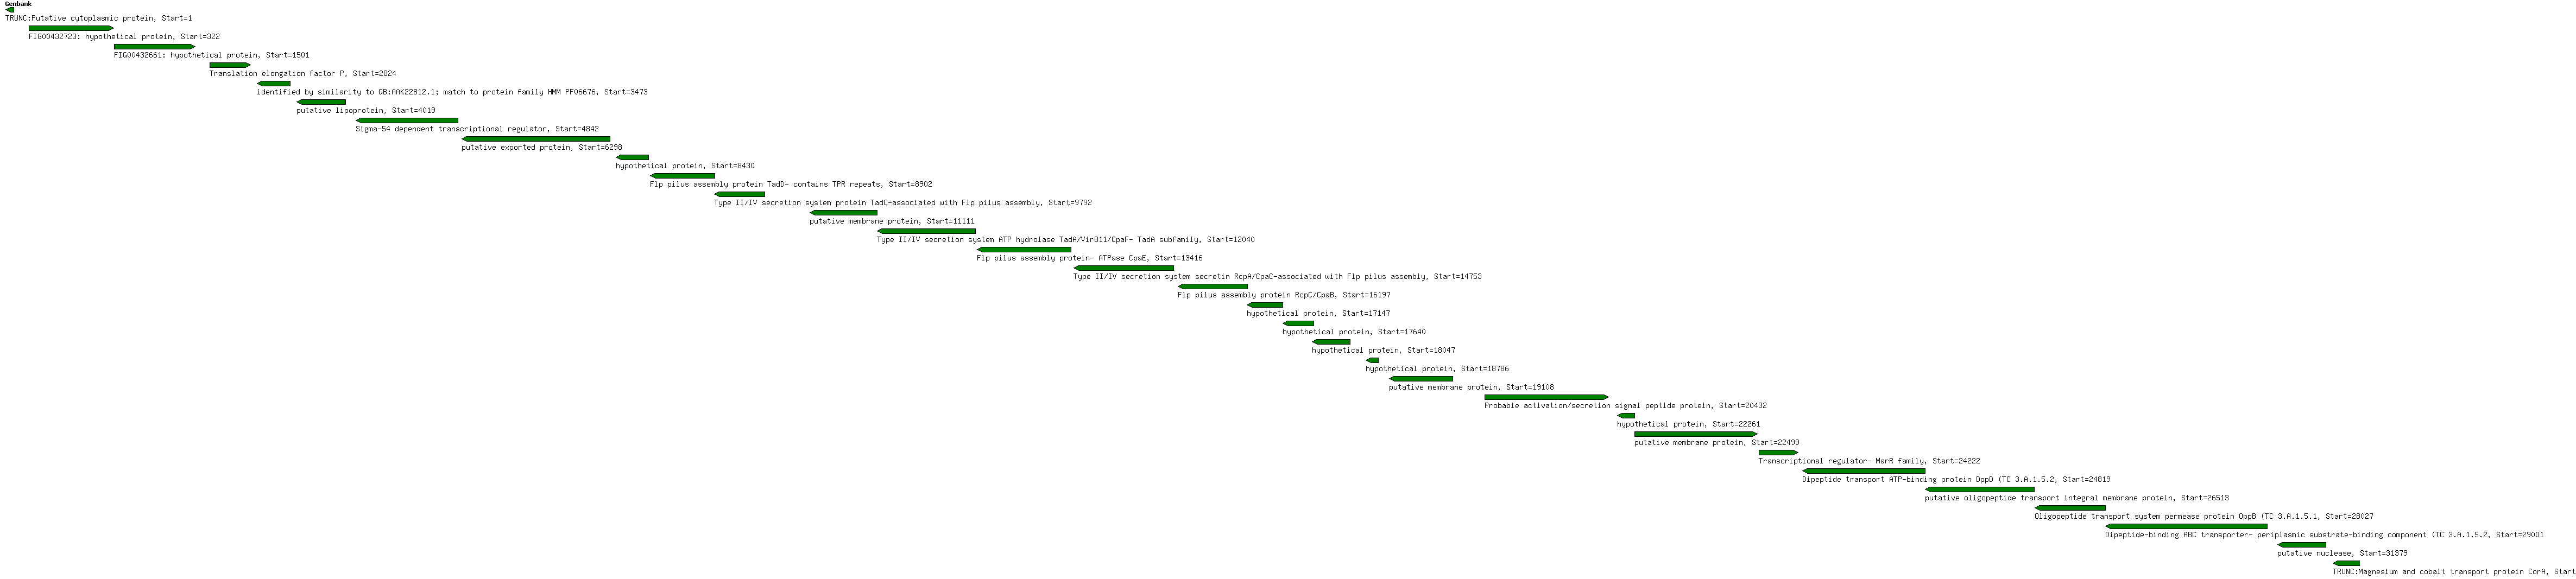 Genbank
TRUNC:Putative cytoplasmic protein, Start=1
FIG00432723: hypothetical protein, Start=322
FIG00432661: hypothetical protein, Start=1501
Translation elongation factor P, Start=2824
identified by similarity to GB:AAK22812.1; match to protein family HMM PF06676, Start=3473
putative lipoprotein, Start=4019
Sigma-54 dependent transcriptional regulator, Start=4842
putative exported protein, Start=6298
hypothetical protein, Start=8430
Flp pilus assembly protein TadD- contains TPR repeats, Start=8902
Type II/IV secretion system protein TadC-associated with Flp pilus assembly, Start=9792
putative membrane protein, Start=11111
Type II/IV secretion system ATP hydrolase TadA/VirB11/CpaF- TadA subfamily, Start=12040
Flp pilus assembly protein- ATPase CpaE, Start=13416
Type II/IV secretion system secretin RcpA/CpaC-associated with Flp pilus assembly, Start=14753
Flp pilus assembly protein RcpC/CpaB, Start=16197
hypothetical protein, Start=17147
hypothetical protein, Start=17640
hypothetical protein, Start=18047
hypothetical protein, Start=18786
putative membrane protein, Start=19108
Probable activation/secretion signal peptide protein, Start=20432
hypothetical protein, Start=22261
putative membrane protein, Start=22499
Transcriptional regulator- MarR family, Start=24222
Dipeptide transport ATP-binding protein DppD (TC 3.A.1.5.2, Start=24819
putative oligopeptide transport integral membrane protein, Start=26513
Oligopeptide transport system permease protein OppB (TC 3.A.1.5.1, Start=28027
Dipeptide-binding ABC transporter- periplasmic substrate-binding component (TC 3.A.1.5.2, Start=29001
putative nuclease, Start=31379
TRUNC:Magnesium and cobalt transport protein CorA, Start